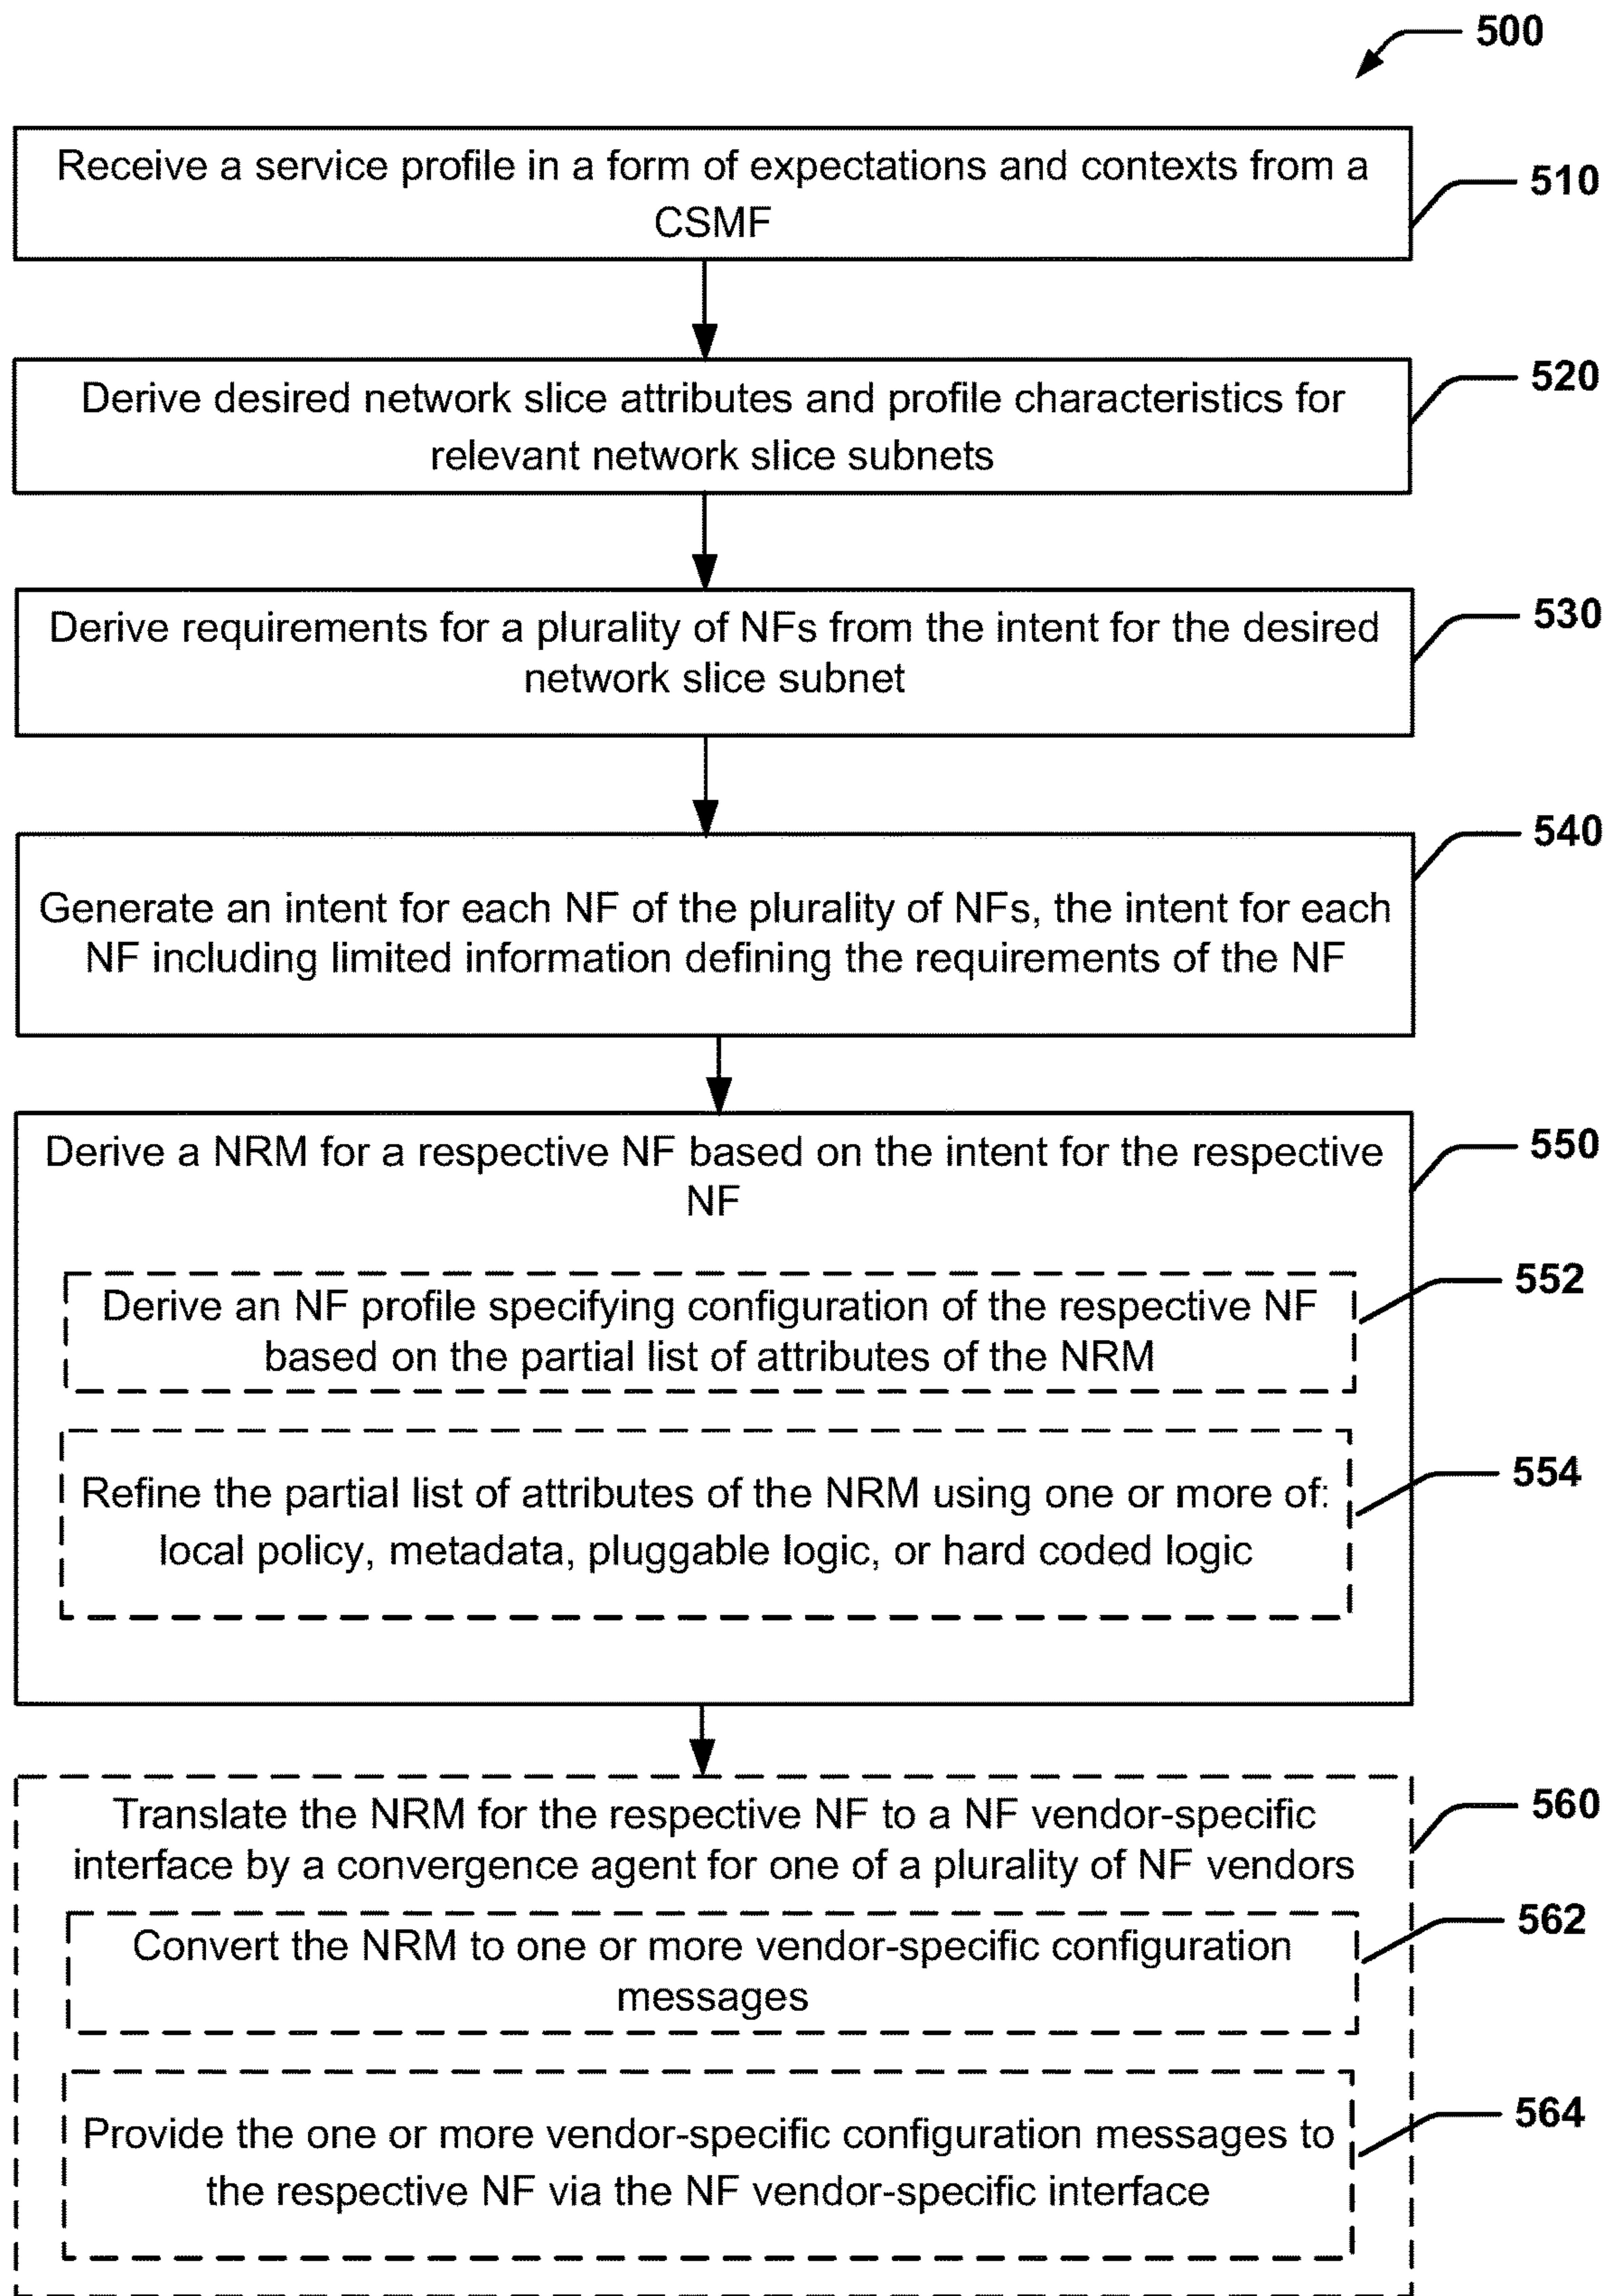 500
Receive a service profile in a form of expectations and contexts from a
CSMF
510
Derive desired network slice attributes and profile characteristics for
relevant network slice subnets
520
Derive requirements for a plurality of NFs from the intent for the desired
network slice subnet
530
Generate an intent for each NF of the plurality of NFs, the intent for each
NF including limited information defining the requirements of the NF
540
Derive a NRM for a respective NF based on the intent for the respective
NF
550
Derive an NF profile specifying configuration of the respective NF
based on the partial list of attributes of the NRM
552
Refine the partial list of attributes of the NRM using one or more of:
local policy, metadata, pluggable logic, or hard coded logic
554
Translate the NRM for the respective NF to a NF vendor-specific
interface by a convergence agent for one of a plurality of NF vendors
560
Convert the NRM to one or more vendor-specific configuration
messages
562
Provide the one or more vendor-specific configuration messages to
the respective NF via the NF vendor-specific interface
564